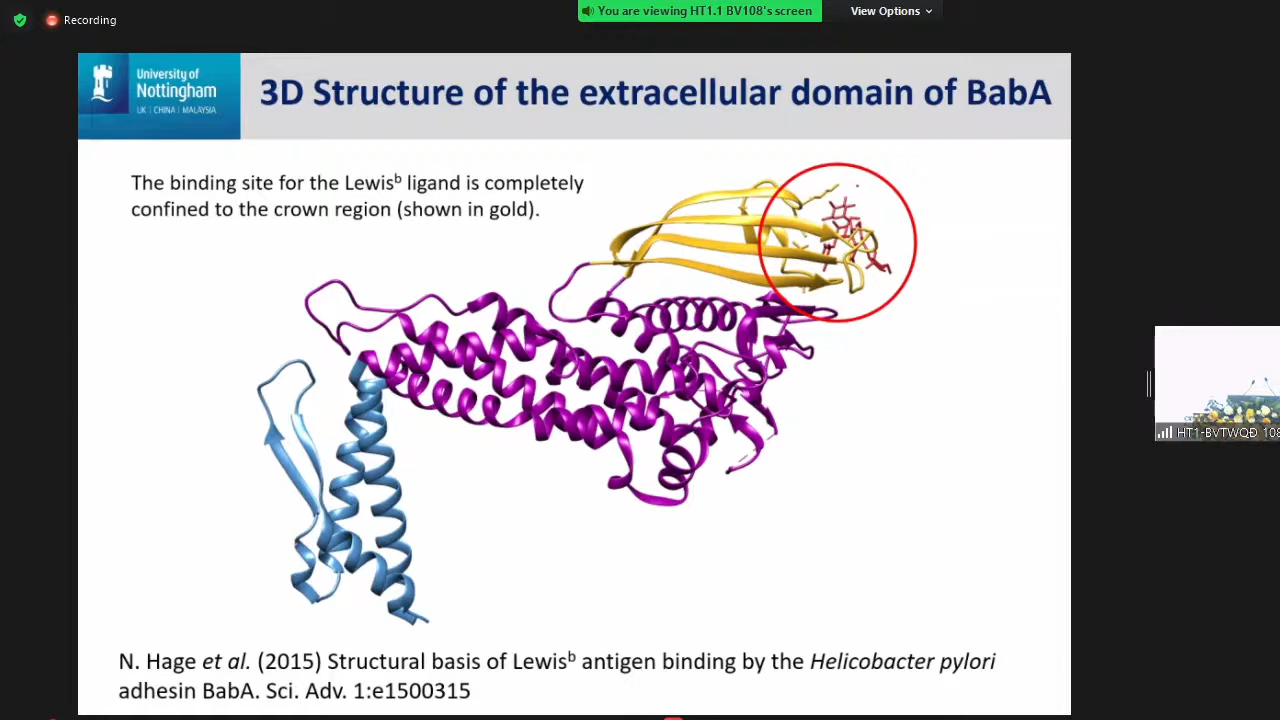 Recording
You are viewing HT1.1 BV108's screen
View Options
University of
Nottingham
UK | CHINA | MALAYSIA
3D Structure of the extracellular domain of BabA
The binding site for the Lewisᵇ ligand is completely
confined to the crown region (shown in gold).
HT1-BVTWQĐ 108
N. Hage et al. (2015) Structural basis of Lewisᵇ antigen binding by the Helicobacter pylori
adhesin BabA. Sci. Adv. 1:e1500315